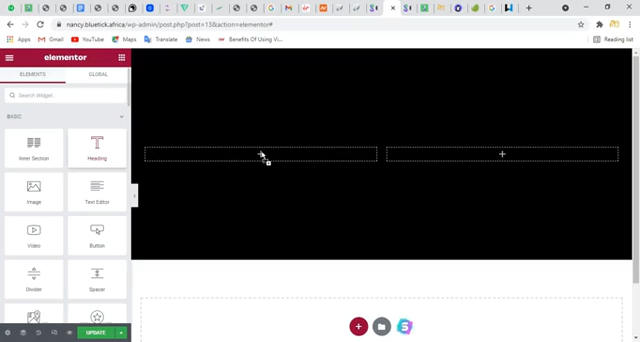 nancy.bluetick.africa/wp-admin/post.php?post=13&action=elementor#
Apps
Gmail
YouTube
Maps
Translate
News
Benefits Of Using Vi...
Reading list
elementor
ELEMENTS
GLOBAL
Search Widget...
BASIC
Inner Section
Heading
Image
Text Editor
Video
Button
Divider
Spacer
UPDATE